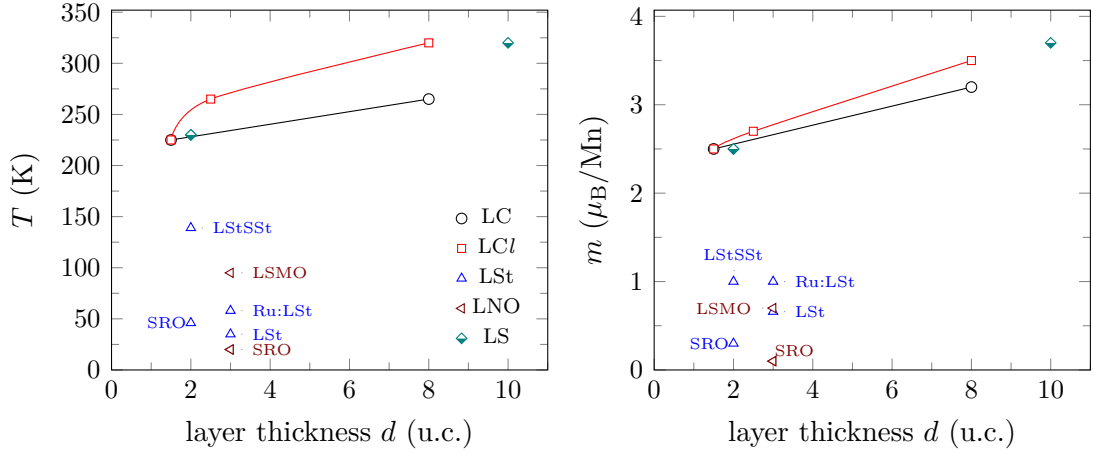 350
300
250
200
150
100
50
0
T (K)
0 2 4 6 8 10
layer thickness d (u.c.)
LStSSt
LSMO
Ru:LSt
SRO
LSt
SRO
LC
LCl
LSt
LNO
LS
4
3
2
1
0
m (μB/Mn)
0 2 4 6 8 10
layer thickness d (u.c.)
LStSSt
Ru:LSt
LSMO
LSt
SRO
SRO